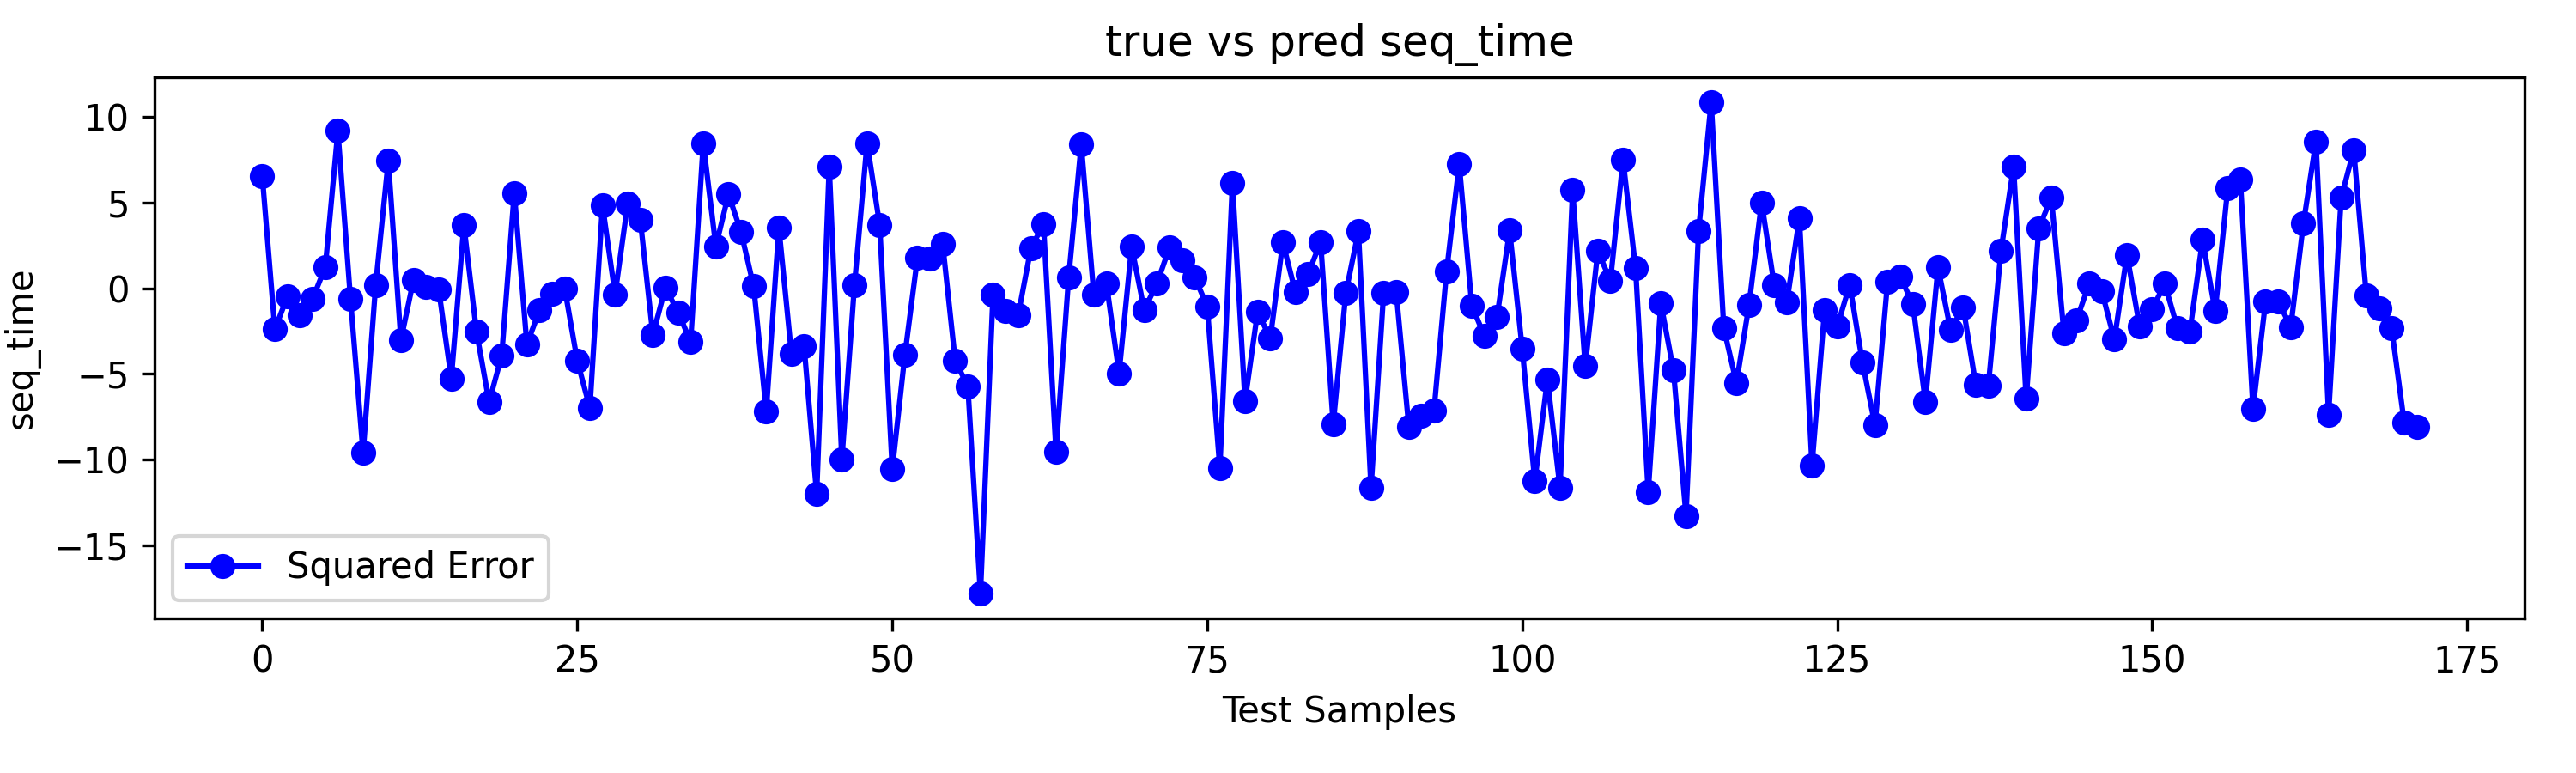 true vs pred seq_time
10
5
0
−5
−10
−15
seq_time
Squared Error
0 25 50 75 100 125 150 175
Test Samples